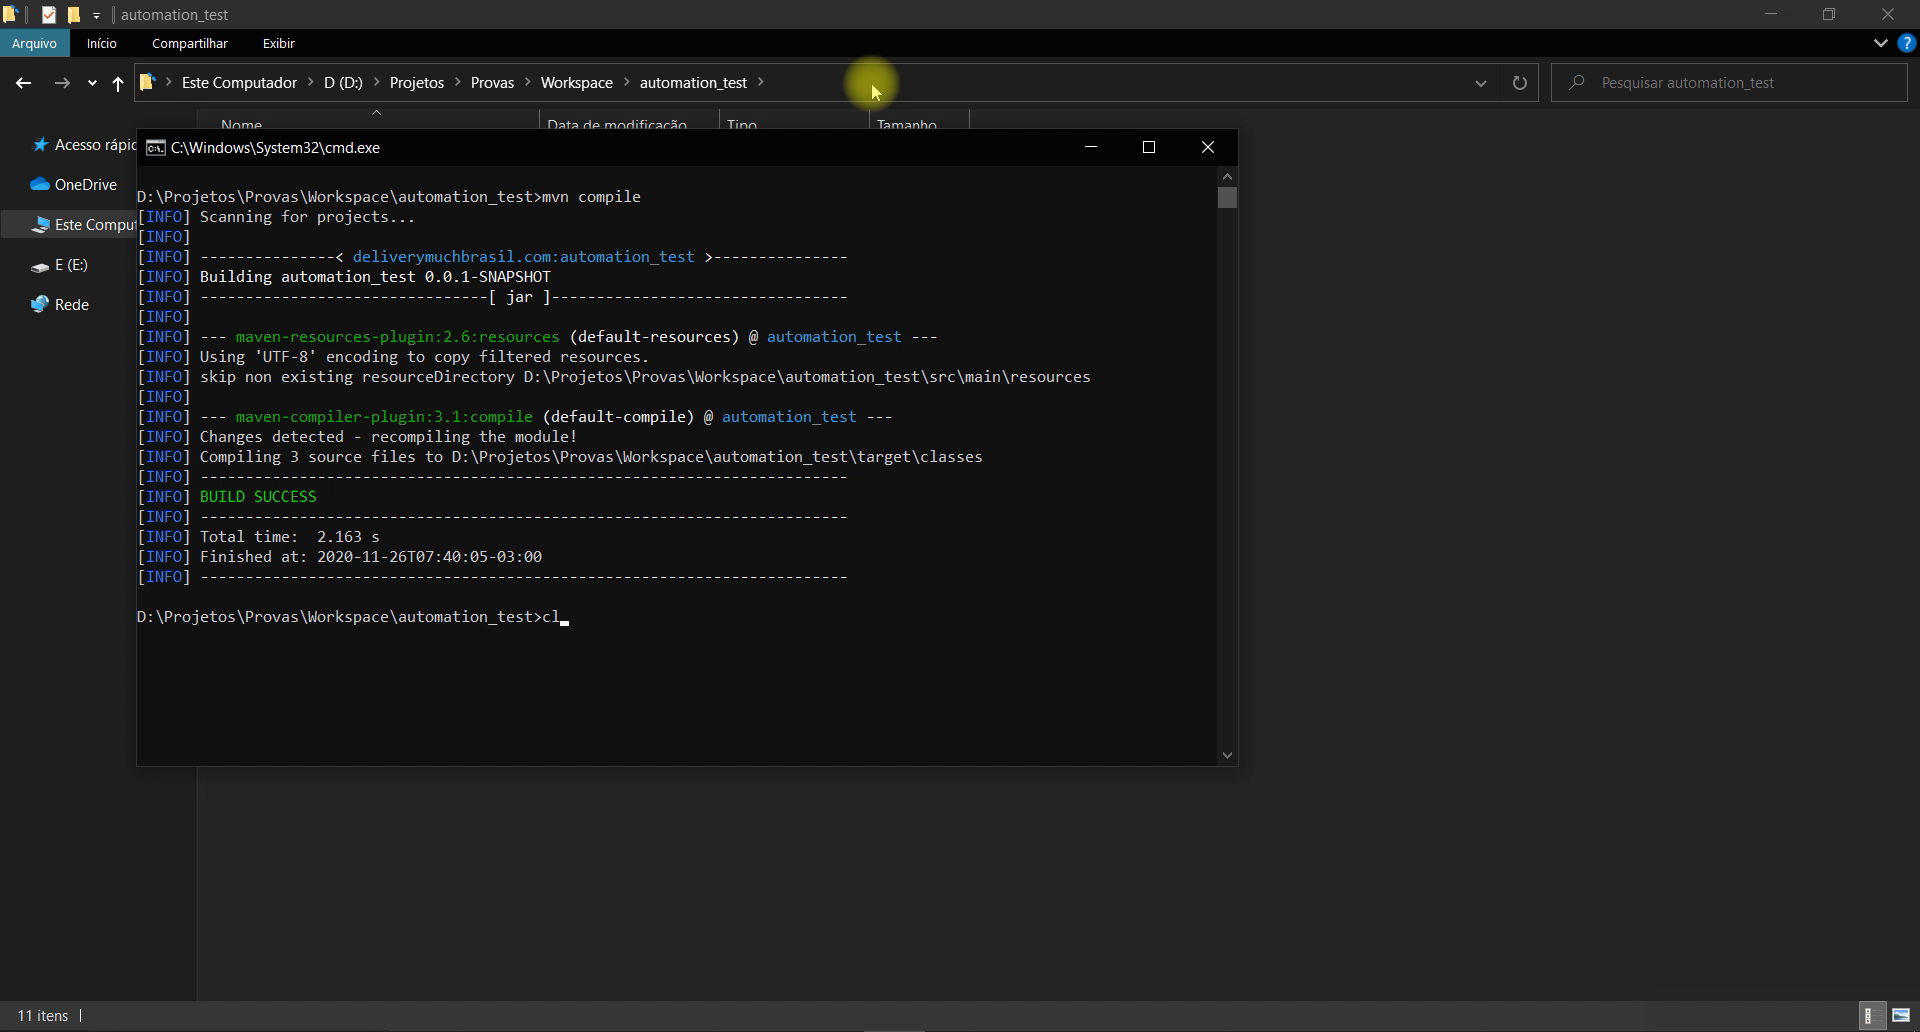 automation_test
Arquivo Início Compartilhar Exibir
Este Computador > D (D:) > Projetos > Provas > Workspace > automation_test >
Pesquisar automation_test
Nome Data de modificação Tipo Tamanho
Acesso rápic
OneDrive
Este Comput
E (E:)
Rede
C:\Windows\System32\cmd.exe
D:\Projetos\Provas\Workspace\automation_test>mvn compile
[INFO] Scanning for projects...
[INFO]
[INFO] ---------------< deliverymuchbrasil.com:automation_test >---------------
[INFO] Building automation_test 0.0.1-SNAPSHOT
[INFO] --------------------------------[ jar ]---------------------------------
[INFO]
[INFO] --- maven-resources-plugin:2.6:resources (default-resources) @ automation_test ---
[INFO] Using 'UTF-8' encoding to copy filtered resources.
[INFO] skip non existing resourceDirectory D:\Projetos\Provas\Workspace\automation_test\src\main\resources
[INFO]
[INFO] --- maven-compiler-plugin:3.1:compile (default-compile) @ automation_test ---
[INFO] Changes detected - recompiling the module!
[INFO] Compiling 3 source files to D:\Projetos\Provas\Workspace\automation_test\target\classes
[INFO] ------------------------------------------------------------------------
[INFO] BUILD SUCCESS
[INFO] ------------------------------------------------------------------------
[INFO] Total time:  2.163 s
[INFO] Finished at: 2020-11-26T07:40:05-03:00
[INFO] ------------------------------------------------------------------------
D:\Projetos\Provas\Workspace\automation_test>cl_
11 itens